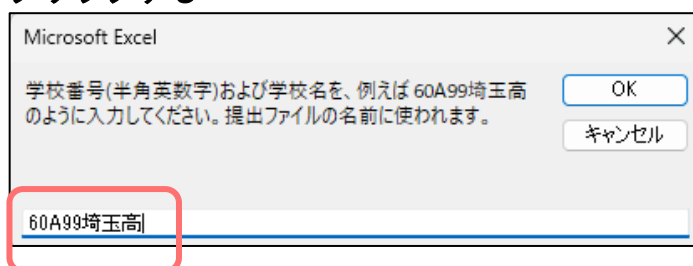 Microsoft Excel
学校番号(半角英数字)および学校名を、例えば 60A99埼玉高
のように入力してください。提出ファイルの名前に使われます。
OK
キャンセル
60A99埼玉高